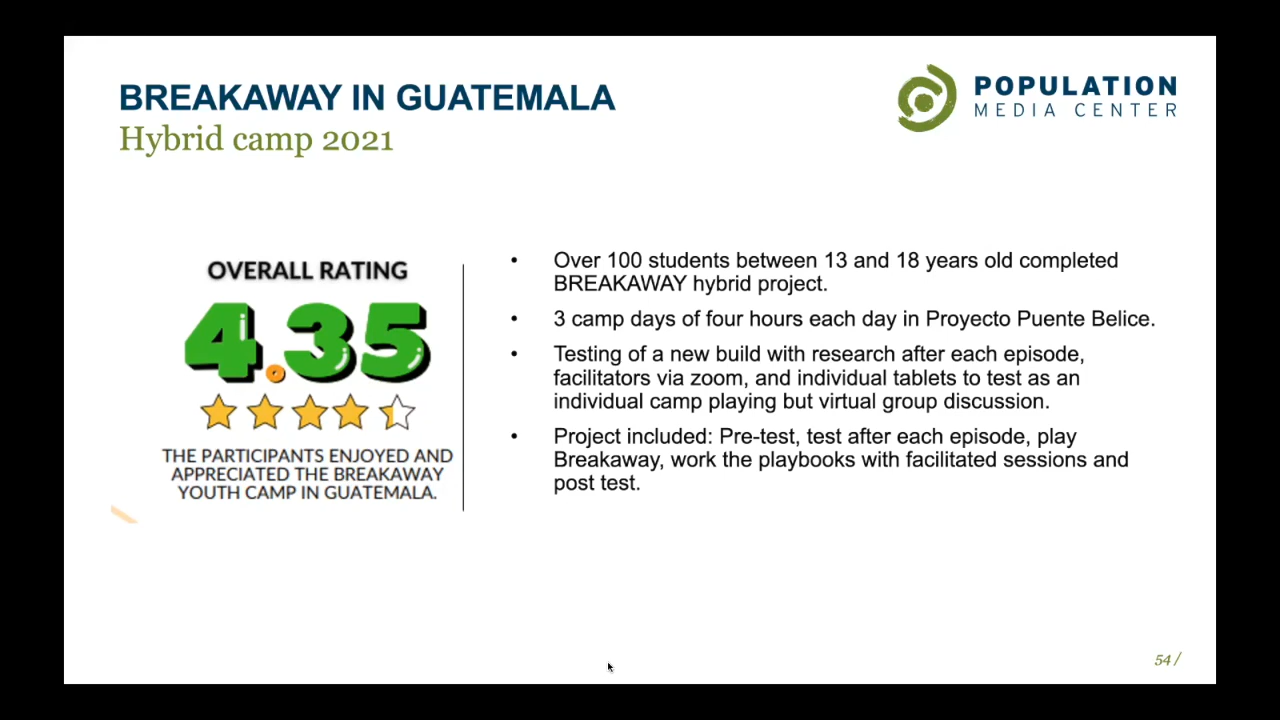 BREAKAWAY IN GUATEMALA
Hybrid camp 2021
POPULATION
MEDIA CENTER
OVERALL RATING
4.35
THE PARTICIPANTS ENJOYED AND
APPRECIATED THE BREAKAWAY
YOUTH CAMP IN GUATEMALA.
• Over 100 students between 13 and 18 years old completed
BREAKAWAY hybrid project.
• 3 camp days of four hours each day in Proyecto Puente Belice.
• Testing of a new build with research after each episode,
facilitators via zoom, and individual tablets to test as an
individual camp playing but virtual group discussion.
• Project included: Pre-test, test after each episode, play
Breakaway, work the playbooks with facilitated sessions and
post test.
54 /